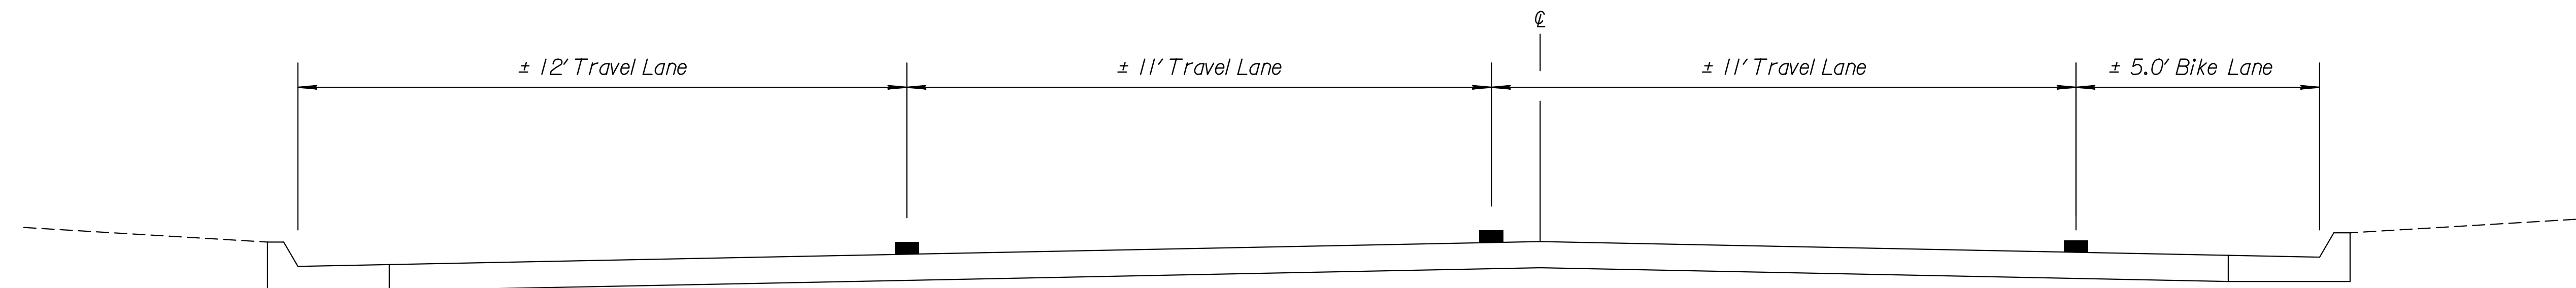 ℄
± 12' Travel Lane
± 11' Travel Lane
± 11' Travel Lane
± 5.0' Bike Lane